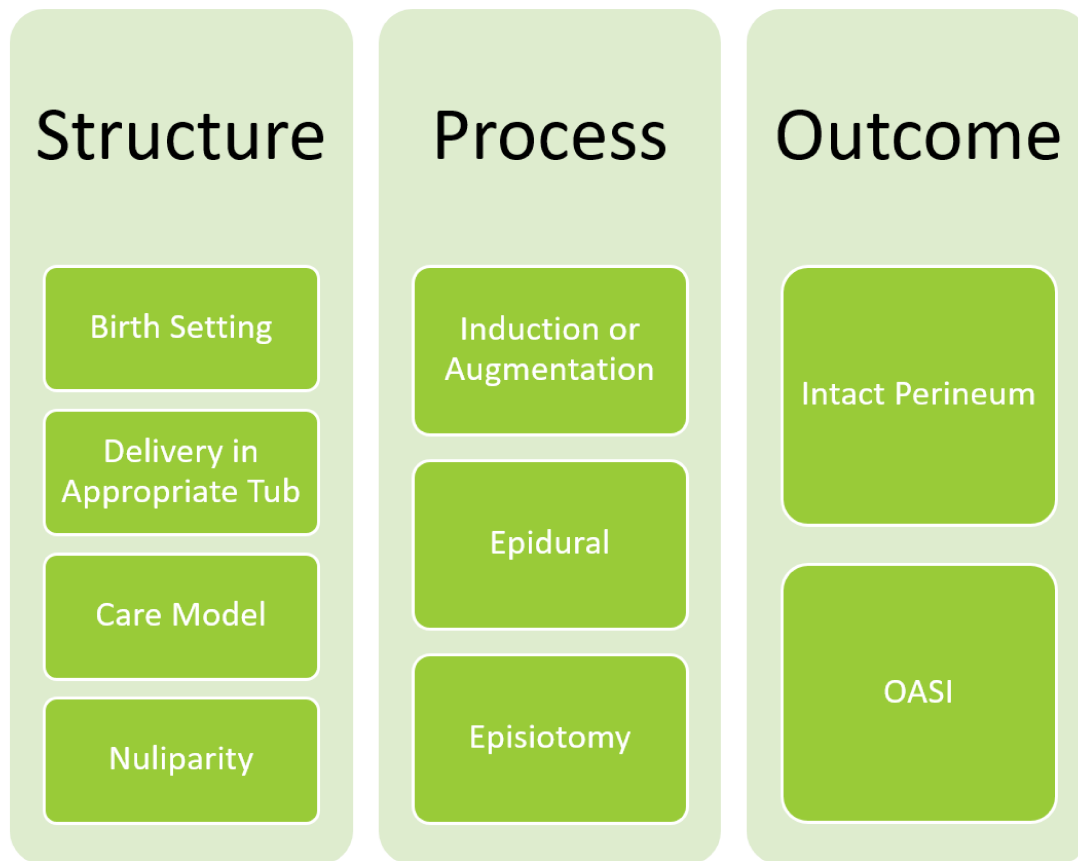 Structure
Birth Setting
Delivery in
Appropriate Tub
Care Model
Nuliparity
Process
Induction or
Augmentation
Epidural
Episiotomy
Outcome
Intact Perineum
OASI